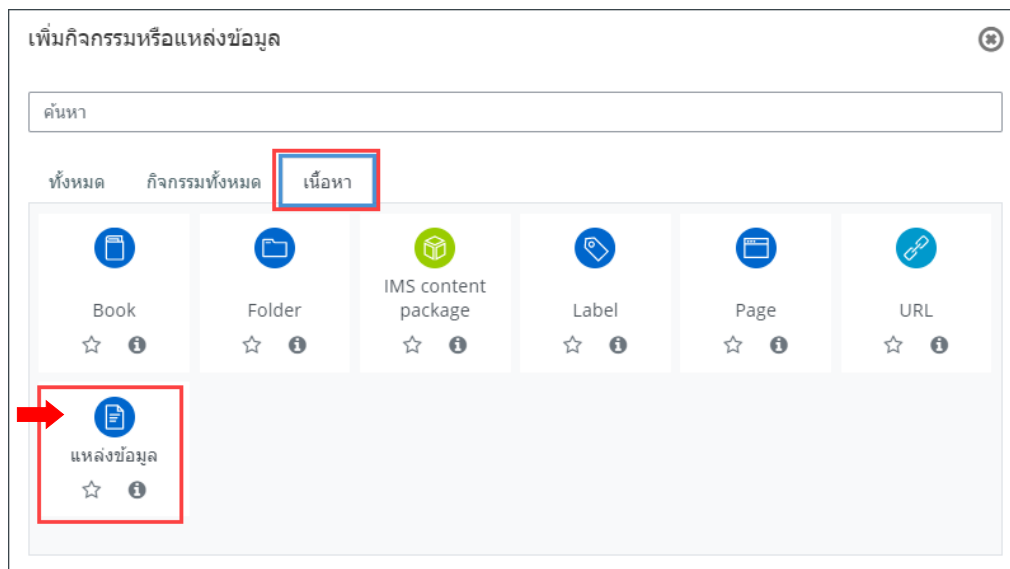 เพิ่มกิจกรรมหรือแหล่งข้อมูล
ค้นหา
ทั้งหมด กิจกรรมทั้งหมด เนื้อหา
Book Folder IMS content package Label Page URL
แหล่งข้อมูล